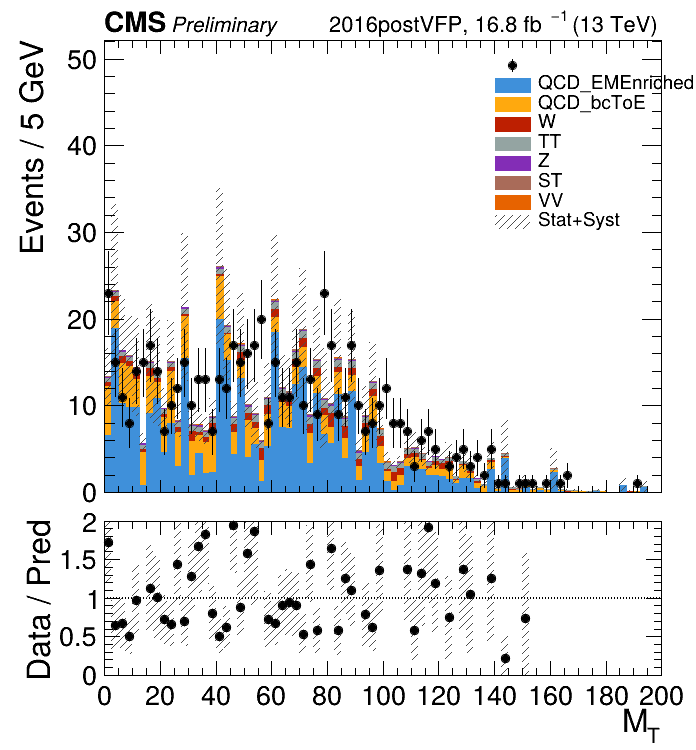 CMS Preliminary 2016postVFP, 16.8 fb⁻¹ (13 TeV)
Events / 5 GeV
50
40
30
20
10
0
QCD_EMEnriched
QCD_bcToE
W
TT
Z
ST
VV
Stat+Syst
Data / Pred
2
1.5
1
0.5
0
0 20 40 60 80 100 120 140 160 180 200
M_T